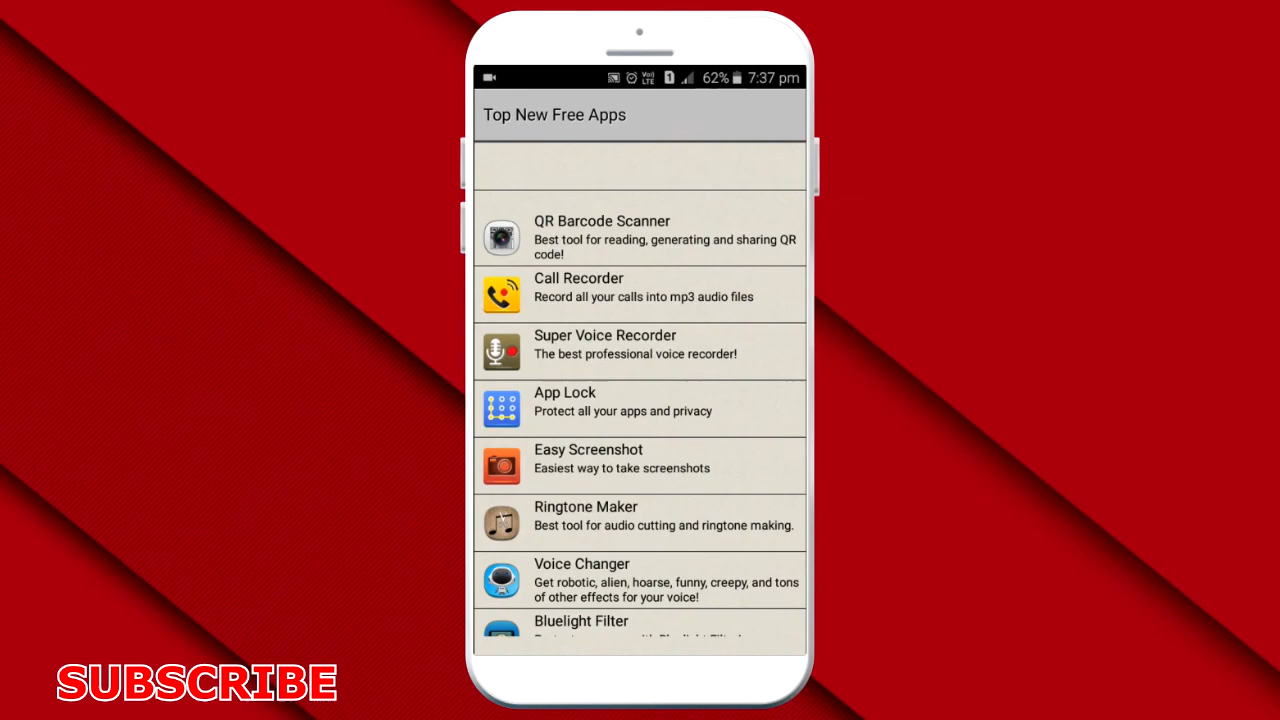 Vo))
LTE
1
62%
7:37 pm
Top New Free Apps
QR Barcode Scanner
Best tool for reading, generating and sharing QR
code!
Call Recorder
Record all your calls into mp3 audio files
Super Voice Recorder
The best professional voice recorder!
App Lock
Protect all your apps and privacy
Easy Screenshot
Easiest way to take screenshots
Ringtone Maker
Best tool for audio cutting and ringtone making.
Voice Changer
Get robotic, alien, hoarse, funny, creepy, and tons
of other effects for your voice!
Bluelight Filter
SUBSCRIBE